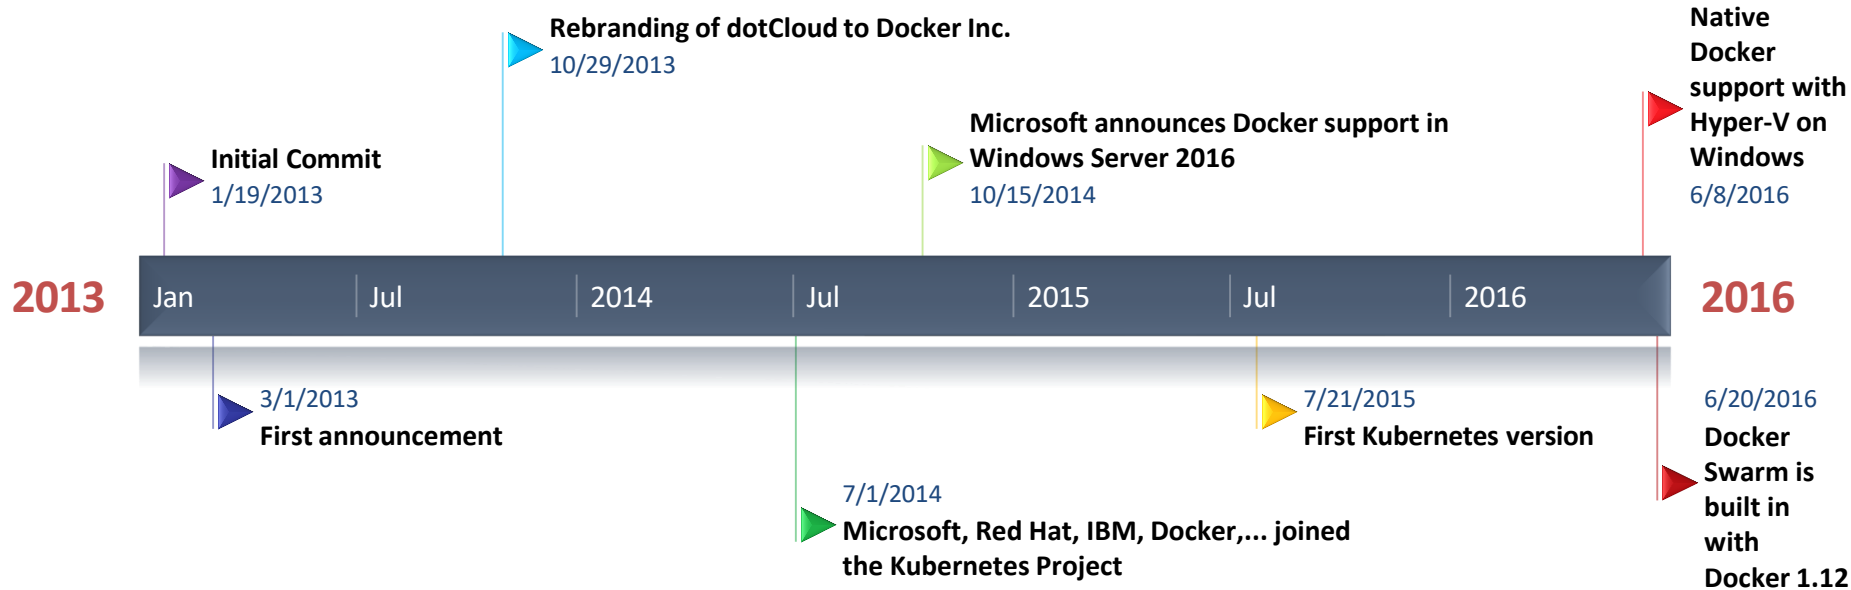 Rebranding of dotCloud to Docker Inc.
10/29/2013
Native
Docker
support with
Hyper-V on
Windows
6/8/2016
Microsoft announces Docker support in
Windows Server 2016
10/15/2014
Initial Commit
1/19/2013
2013
Jan
Jul
2014
Jul
2015
Jul
2016
2016
3/1/2013
First announcement
7/1/2014
Microsoft, Red Hat, IBM, Docker,... joined
the Kubernetes Project
7/21/2015
First Kubernetes version
6/20/2016
Docker
Swarm is
built in
with
Docker 1.12